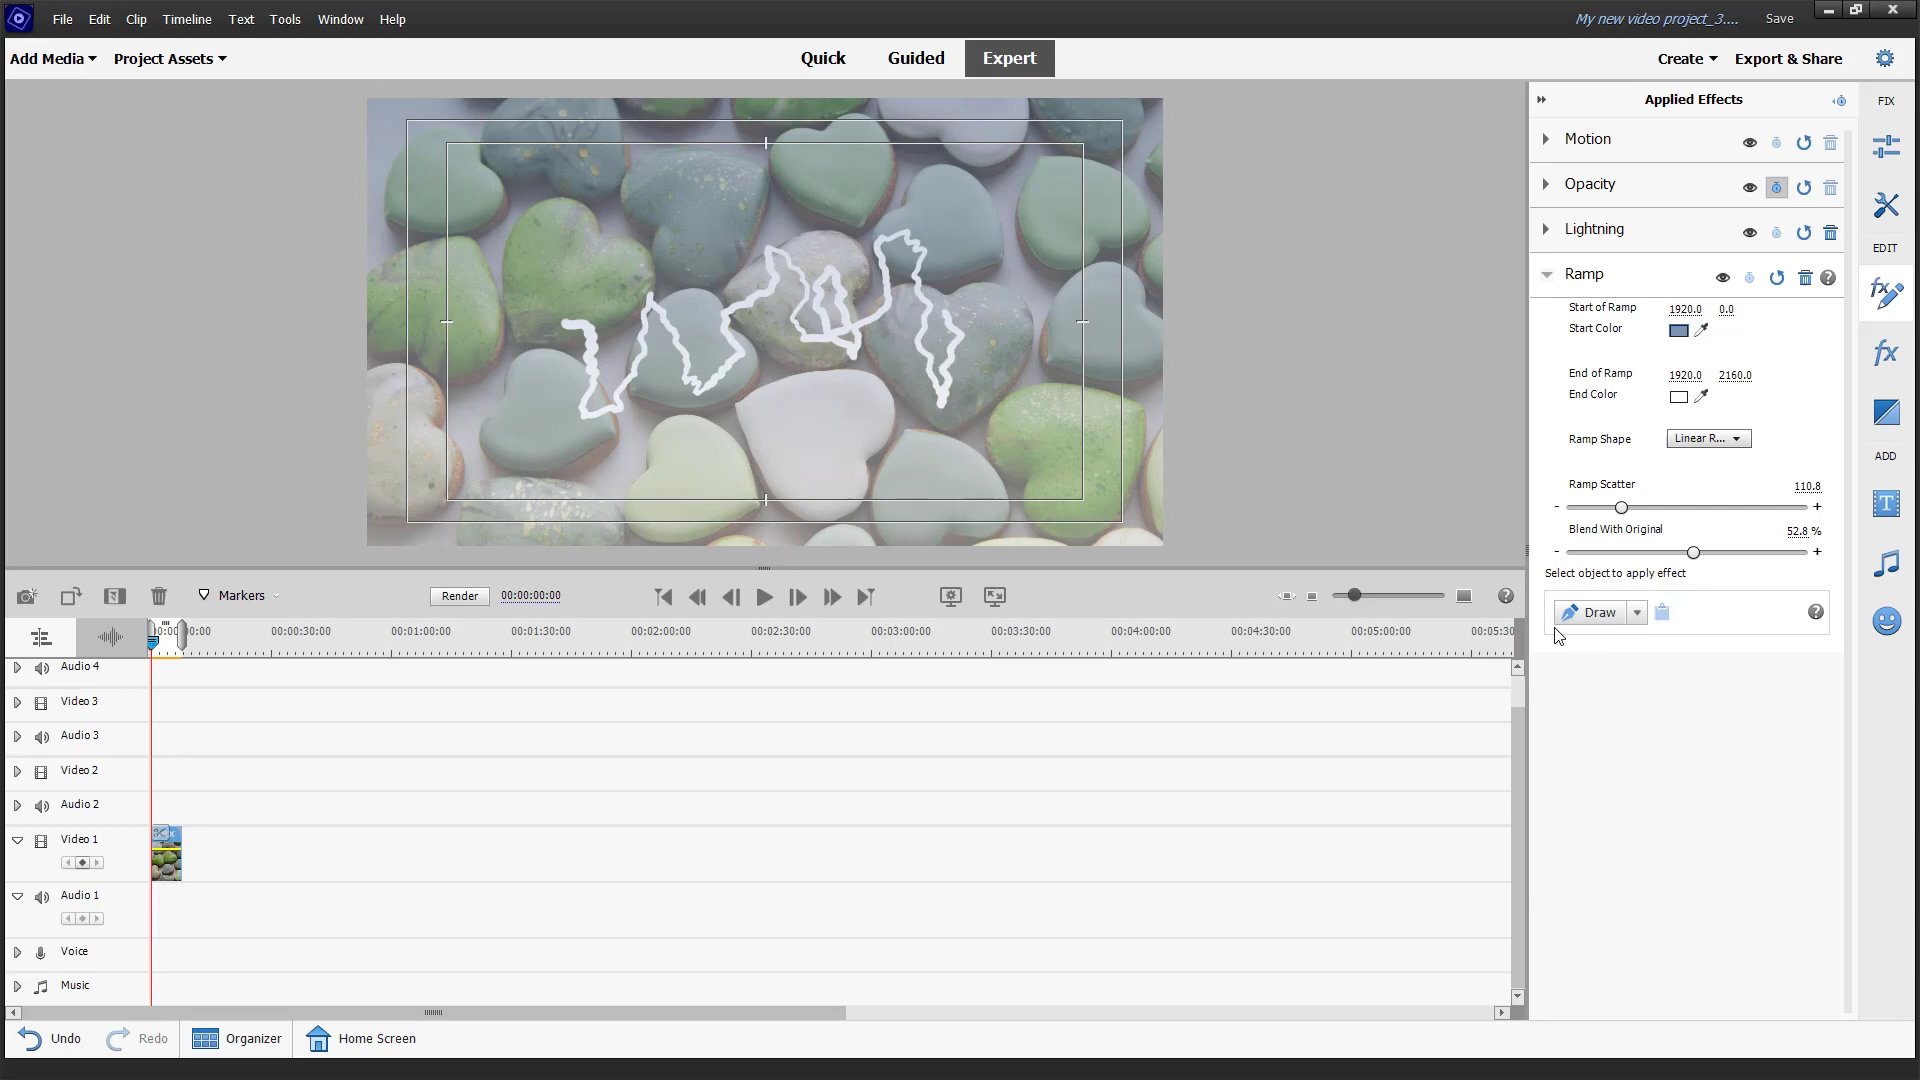 File Edit Clip Timeline Text Tools Window Help
My new video project_3.... Save
Add Media Project Assets
Quick Guided Expert
Create Export & Share
Applied Effects
Motion
Opacity
Lightning
Ramp
Start of Ramp 1920.0 0.0
Start Color
End of Ramp 1920.0 2160.0
End Color
Ramp Shape Linear R...
Ramp Scatter 110.8
- +
Blend With Original 52.8 %
- +
Select object to apply effect
Draw
FIX
EDIT
fx
fx
ADD
T
Markers
Render 00:00:00:00
00:00:30:00 00:01:00:00 00:01:30:00 00:02:00:00 00:02:30:00 00:03:00:00 00:03:30:00 00:04:00:00 00:04:30:00 00:05:00:00 00:05:30
Audio 4
Video 3
Audio 3
Video 2
Audio 2
Video 1
Audio 1
Voice
Music
Undo Redo Organizer Home Screen